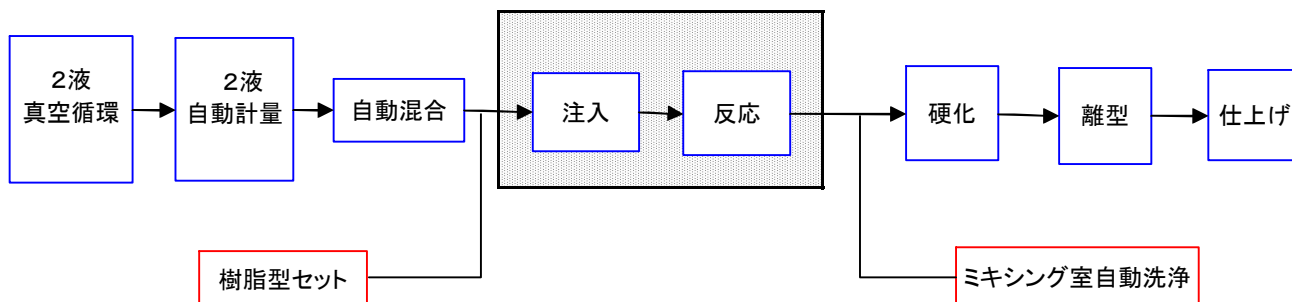 ２液
真空循環
２液
自動計量
自動混合
注入
反応
硬化
離型
仕上げ
樹脂型セット
ミキシング室自動洗浄